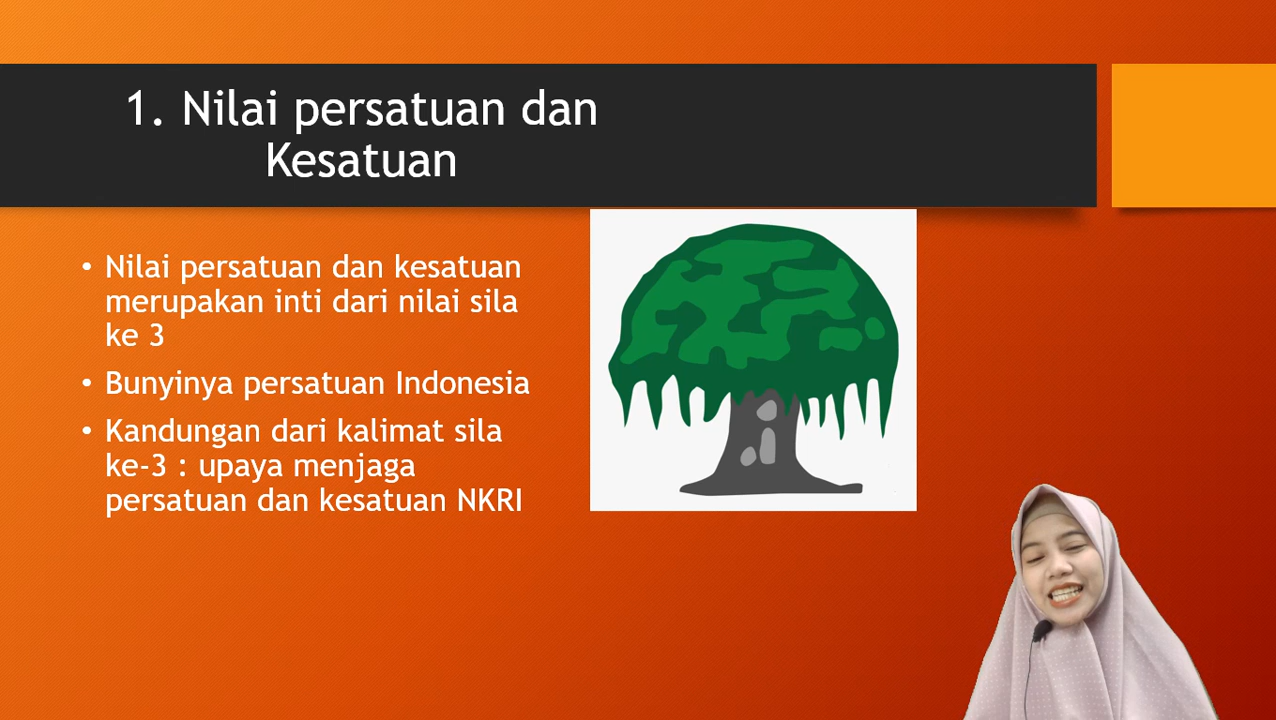 1. Nilai persatuan dan
Kesatuan
• Nilai persatuan dan kesatuan
merupakan inti dari nilai sila
ke 3
• Bunyinya persatuan Indonesia
• Kandungan dari kalimat sila
ke-3 : upaya menjaga
persatuan dan kesatuan NKRI